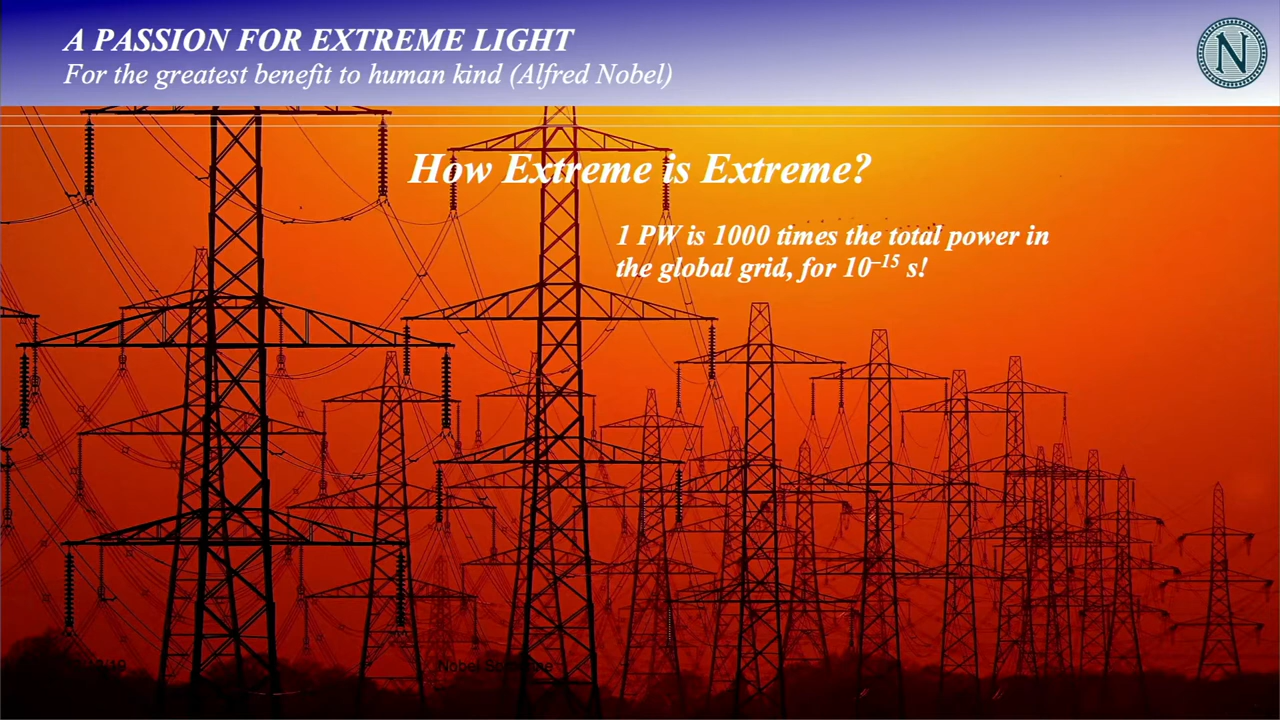 A PASSION FOR EXTREME LIGHT
For the greatest benefit to human kind (Alfred Nobel)
N
How Extreme is Extreme?
1 PW is 1000 times the total power in
the global grid, for 10⁻¹⁵ s!
Nobel